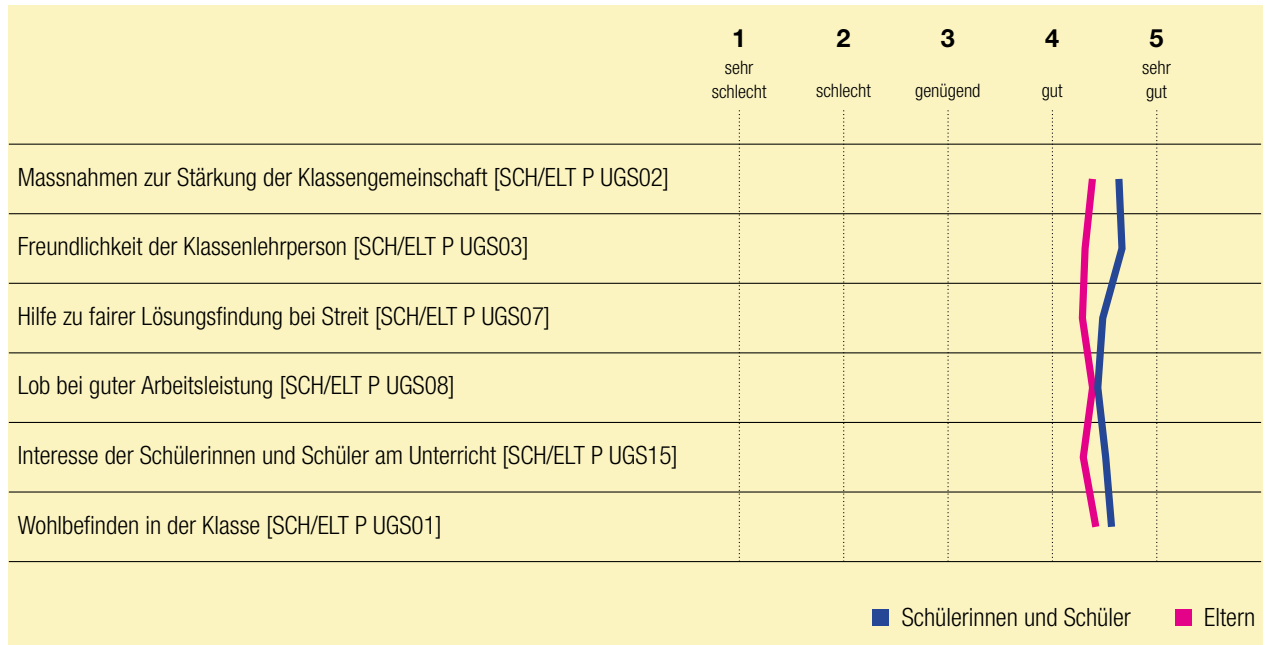 1 2 3 4 5
sehr schlecht schlecht genügend gut sehr gut
Massnahmen zur Stärkung der Klassengemeinschaft [SCH/ELT P UGS02]
Freundlichkeit der Klassenlehrperson [SCH/ELT P UGS03]
Hilfe zu fairer Lösungsfindung bei Streit [SCH/ELT P UGS07]
Lob bei guter Arbeitsleistung [SCH/ELT P UGS08]
Interesse der Schülerinnen und Schüler am Unterricht [SCH/ELT P UGS15]
Wohlbefinden in der Klasse [SCH/ELT P UGS01]
Schülerinnen und Schüler Eltern